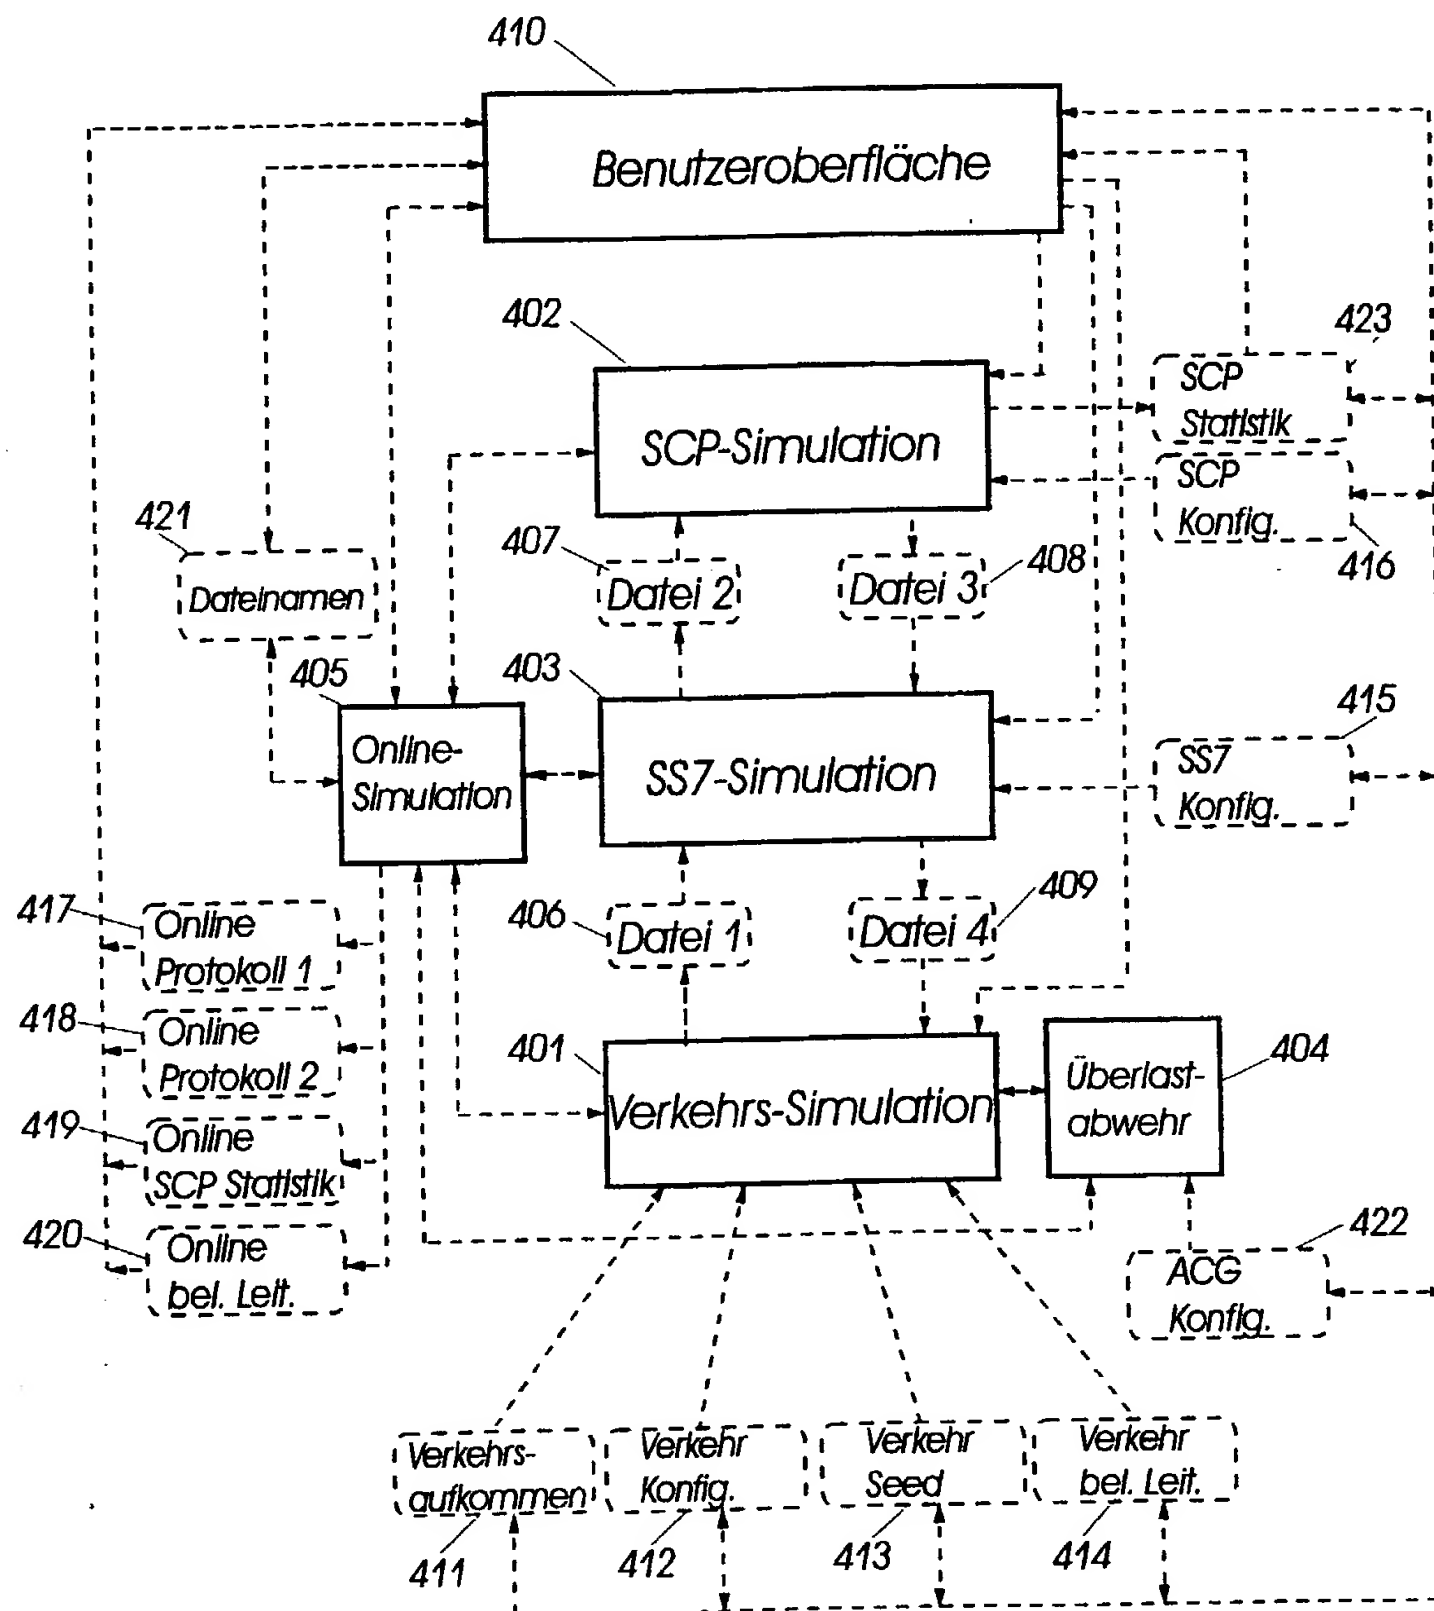 410
Benutzeroberfläche
402
423
SCP
Statistik
SCP-Simulation
SCP
Konfig.
416
421
407
408
Dateinamen
Datei 2
Datei 3
405
403
415
Online-
Simulation
SS7-Simulation
SS7
Konfig.
417
Online
Protokoll 1
406
409
Datei 1
Datei 4
418
Online
Protokoll 2
401
404
Verkehrs-Simulation
Überlast-
abwehr
419
Online
SCP Statistik
420
Online
bel. Leit.
422
ACG
Konfig.
Verkehrs-
aufkommen
Verkehr
Konfig.
Verkehr
Seed
Verkehr
bel. Leit.
411
412
413
414